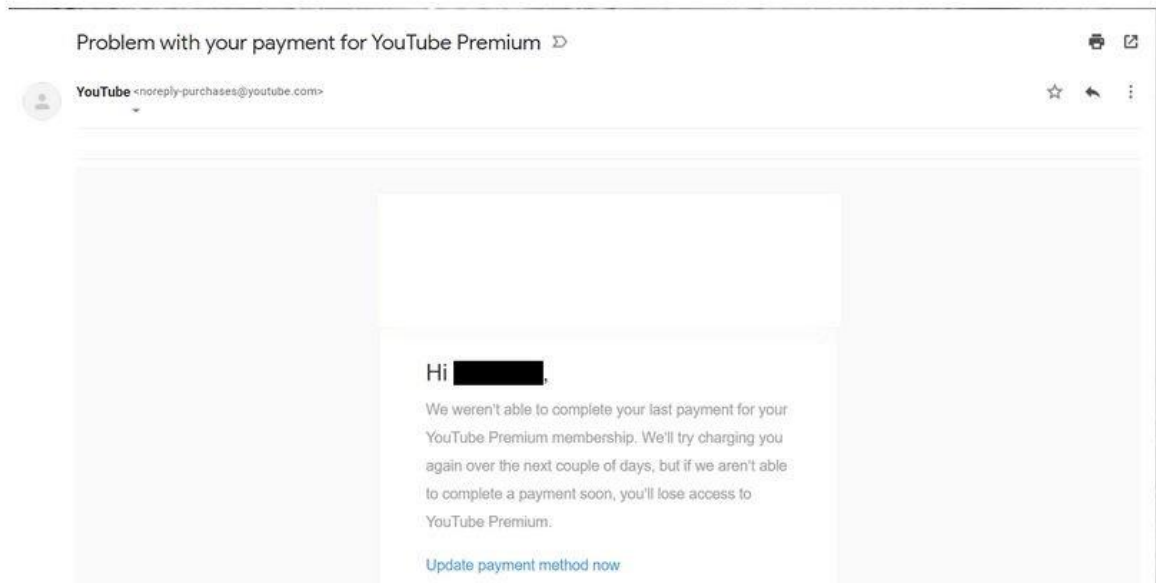 Problem with your payment for YouTube Premium
YouTube <noreply-purchases@youtube.com>
Hi ,
We weren't able to complete your last payment for your
YouTube Premium membership. We'll try charging you
again over the next couple of days, but if we aren't able
to complete a payment soon, you'll lose access to
YouTube Premium.
Update payment method now